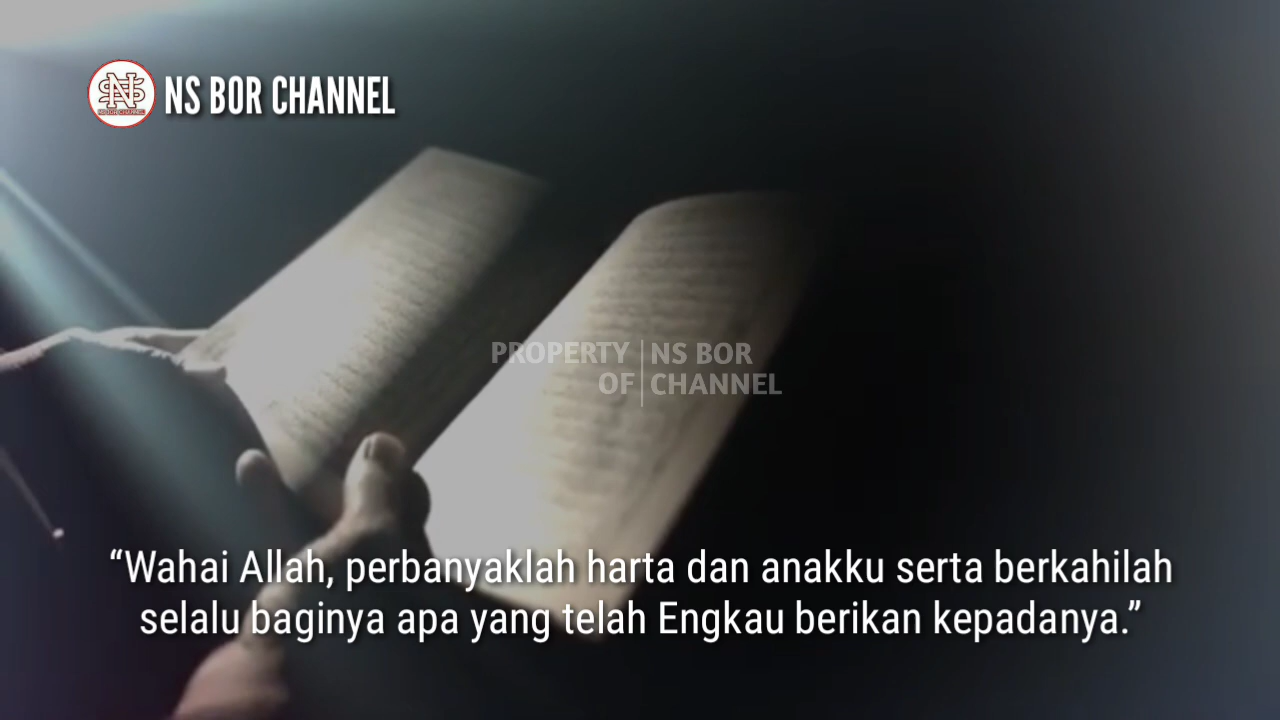 NS BOR CHANNEL
PROPERTY OF
NS BOR CHANNEL
“Wahai Allah, perbanyaklah harta dan anakku serta berkahilah
selalu baginya apa yang telah Engkau berikan kepadanya.”